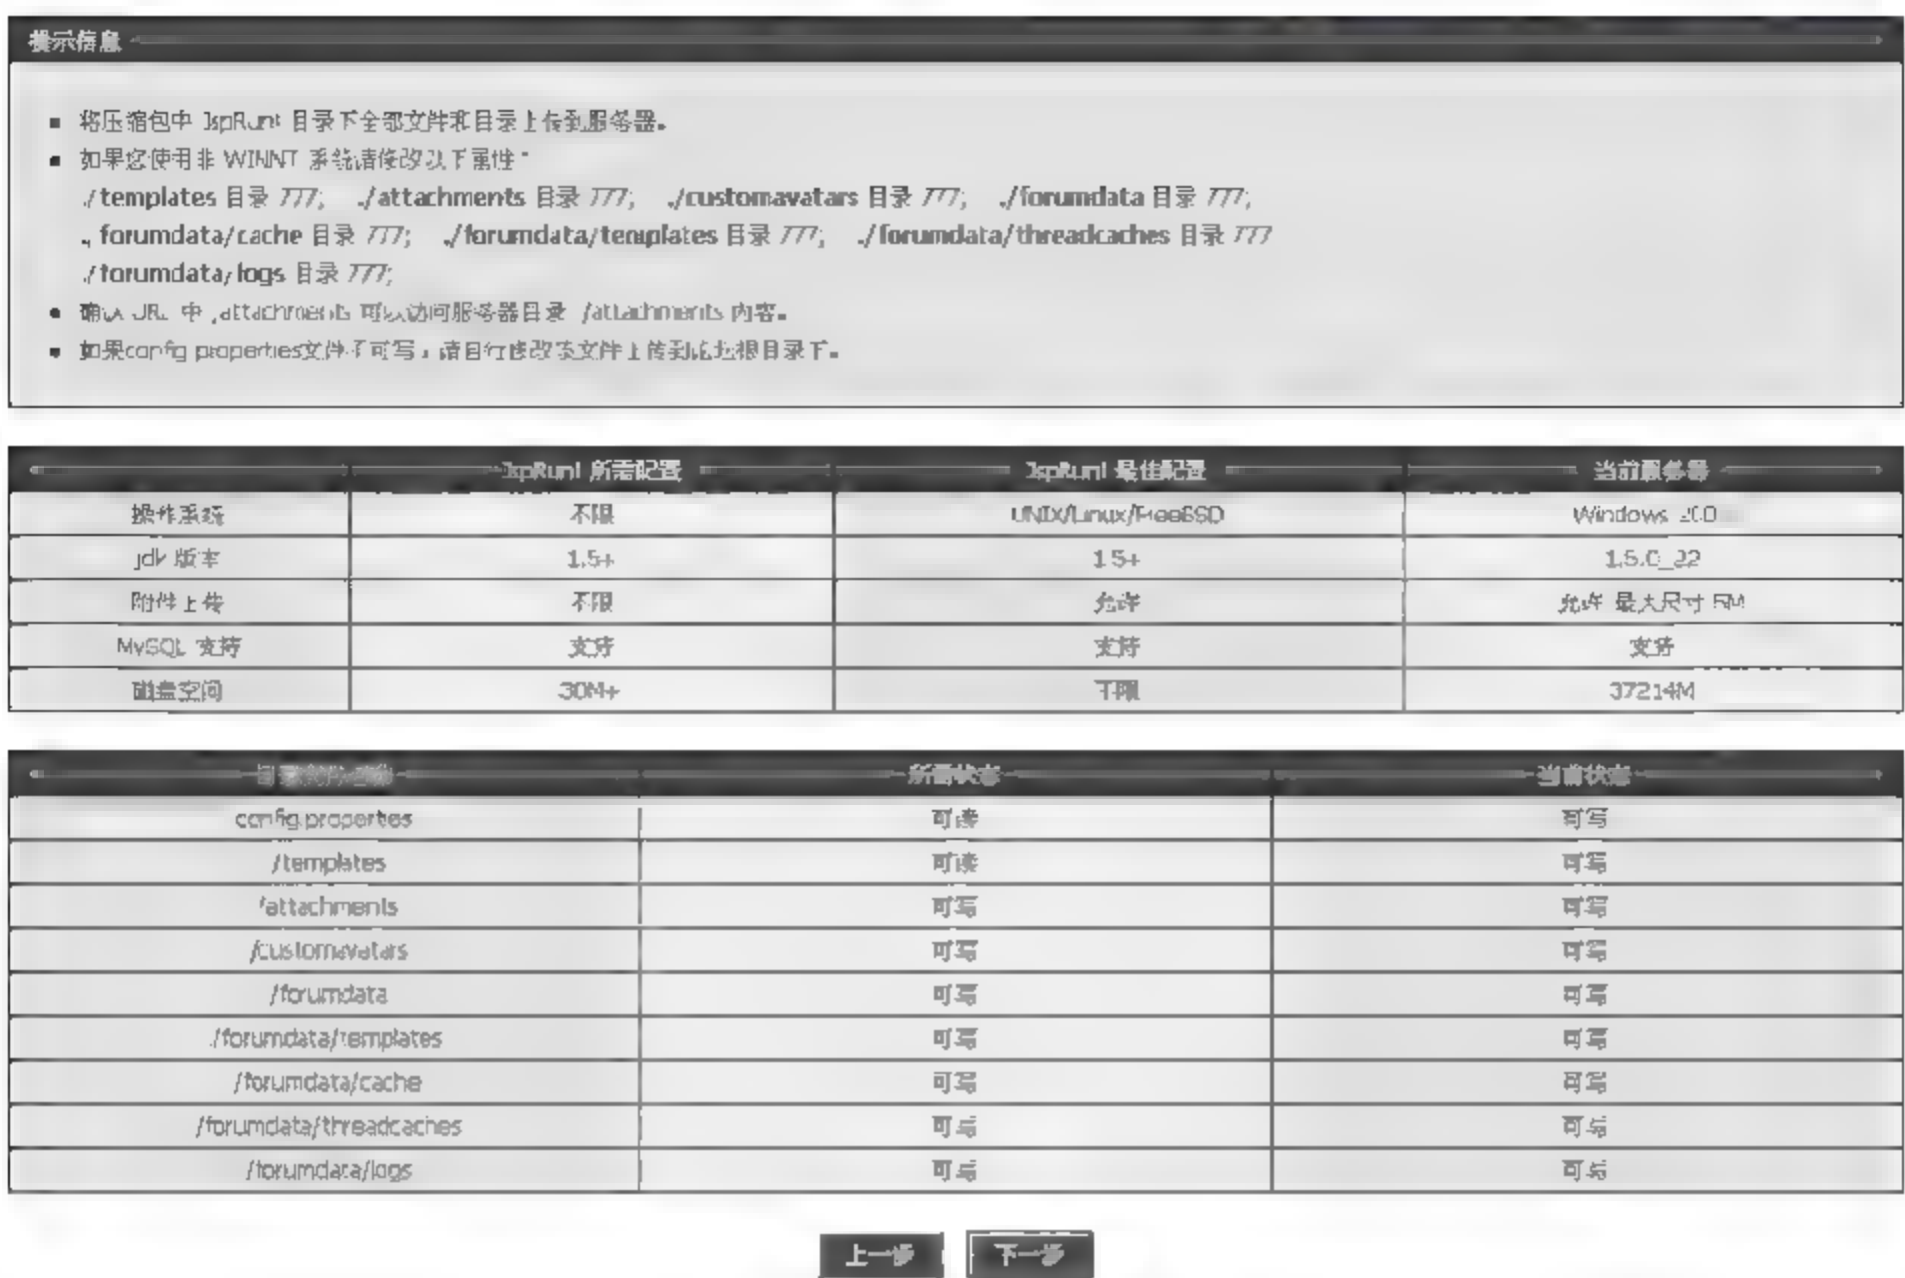 提示信息
将压缩包中 JspRun! 目录下全部文件和目录上传到服务器。
如果您使用非 WINNT 系统请修改以下属性:
./templates 目录 777; ./attachments 目录 777; ./customavatars 目录 777; ./forumdata 目录 777;
./forumdata/cache 目录 777; ./forumdata/templates 目录 777; ./forumdata/threadcaches 目录 777
./forumdata/logs 目录 777;
确认 URL 中 /attachments 可以访问服务器目录 ./attachments 内容。
如果config.properties文件不可写,请自行修改该文件上传到论坛根目录下。
JspRun! 所需配置 JspRun! 最佳配置 当前服务器
操作系统 不限 UNIX/Linux/FreeBSD Windows
jdk 版本 1.5+ 1.5+
附件上传 不限 允许 允许 最大尺寸
MySQL 支持 支持 支持 支持
磁盘空间 30M+ 不限 37214M
所需状态 当前状态
config.properties 可读 可写
./templates 可读 可写
./attachments 可写 可写
./customavatars 可写 可写
./forumdata 可写 可写
./forumdata/templates 可写 可写
./forumdata/cache 可写 可写
./forumdata/threadcaches 可写 可写
./forumdata/logs 可写 可写
上一步 下一步